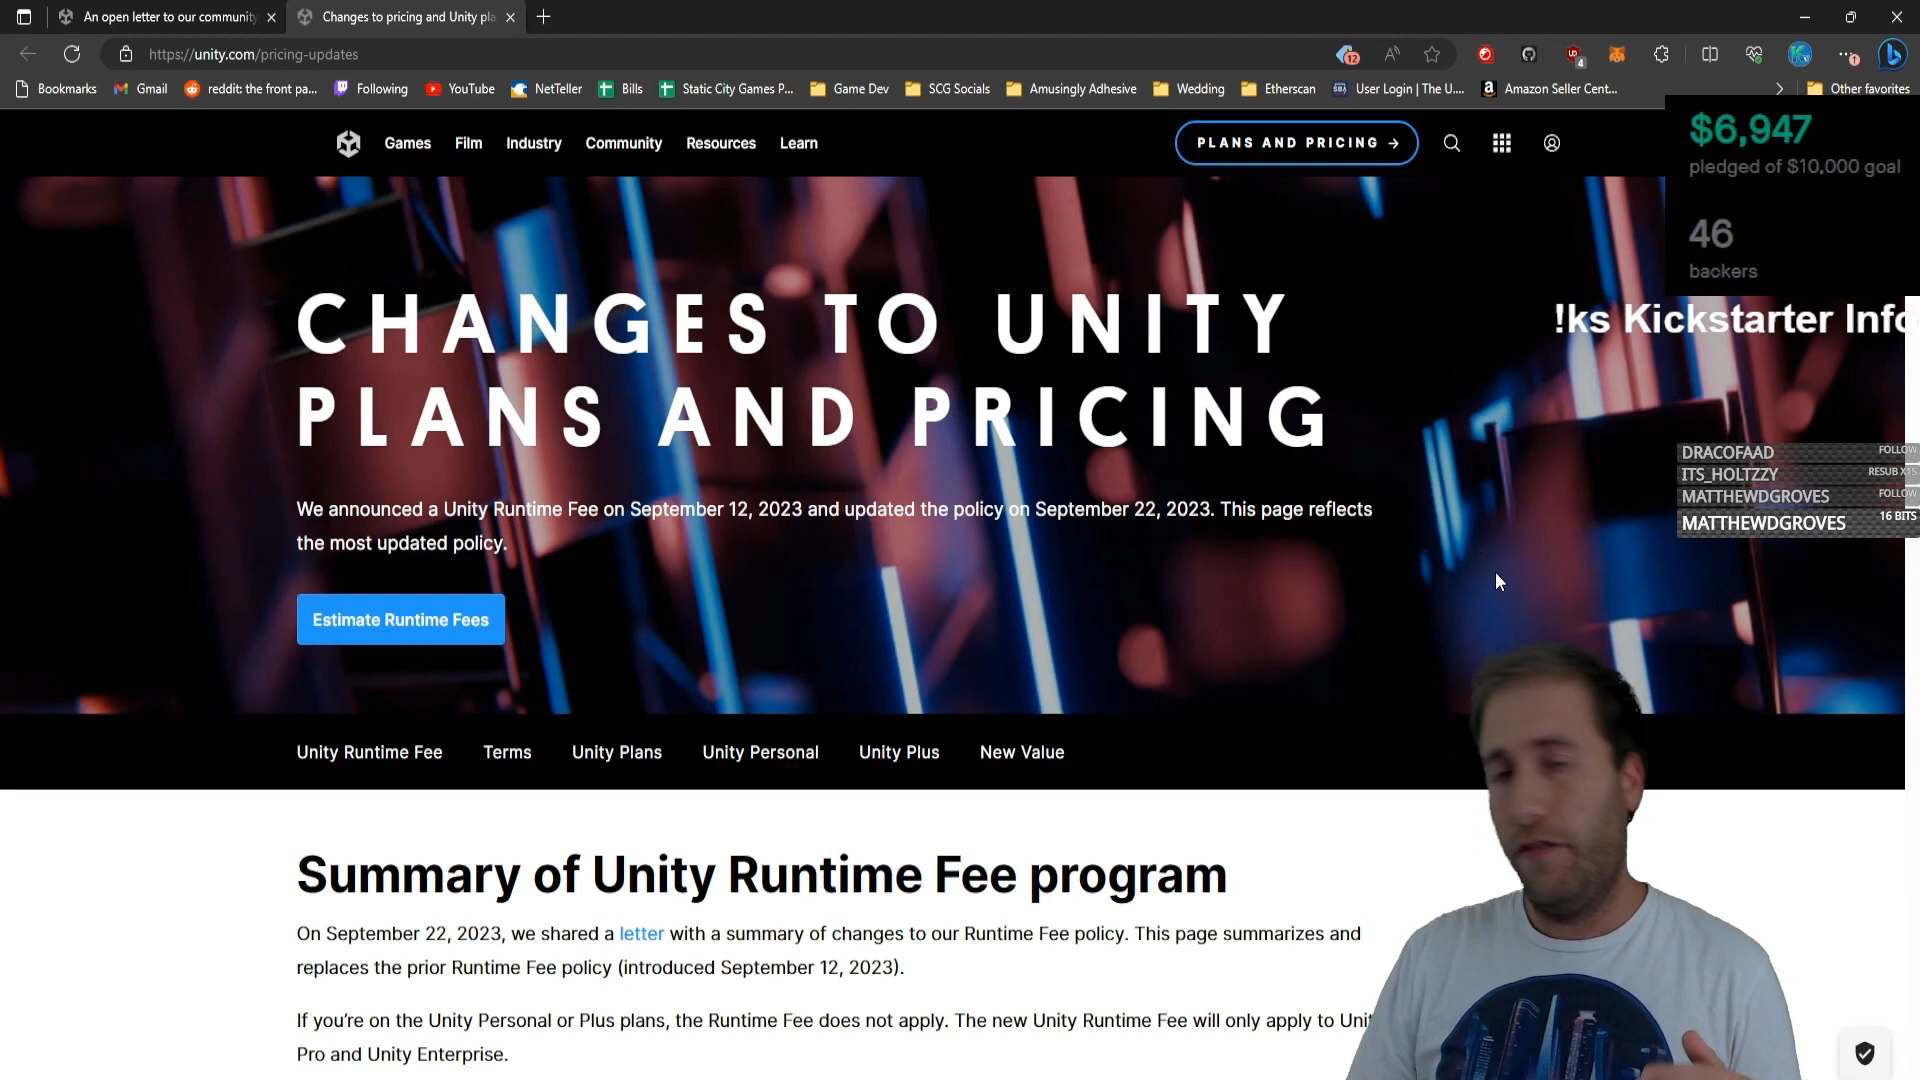 An open letter to our community
Changes to pricing and Unity pla
https://unity.com/pricing-updates
12
4
1
Bookmarks
Gmail
reddit: the front pa...
Following
YouTube
NetTeller
Bills
Static City Games P...
Game Dev
SCG Socials
Amusingly Adhesive
Wedding
Etherscan
User Login | The U....
Amazon Seller Cent...
Other favorites
Games
Film
Industry
Community
Resources
Learn
PLANS AND PRICING →
$6,947
pledged of $10,000 goal
46
backers
!ks Kickstarter Info
CHANGES TO UNITY
PLANS AND PRICING
We announced a Unity Runtime Fee on September 12, 2023 and updated the policy on September 22, 2023. This page reflects
the most updated policy.
Estimate Runtime Fees
DRACOFAAD FOLLOW
ITS_HOLTZZY RESUB X15
MATTHEWDGROVES FOLLOW
MATTHEWDGROVES 16 BITS
Unity Runtime Fee
Terms
Unity Plans
Unity Personal
Unity Plus
New Value
Summary of Unity Runtime Fee program
On September 22, 2023, we shared a letter with a summary of changes to our Runtime Fee policy. This page summarizes and
replaces the prior Runtime Fee policy (introduced September 12, 2023).
If you’re on the Unity Personal or Plus plans, the Runtime Fee does not apply. The new Unity Runtime Fee will only apply to Unit
Pro and Unity Enterprise.